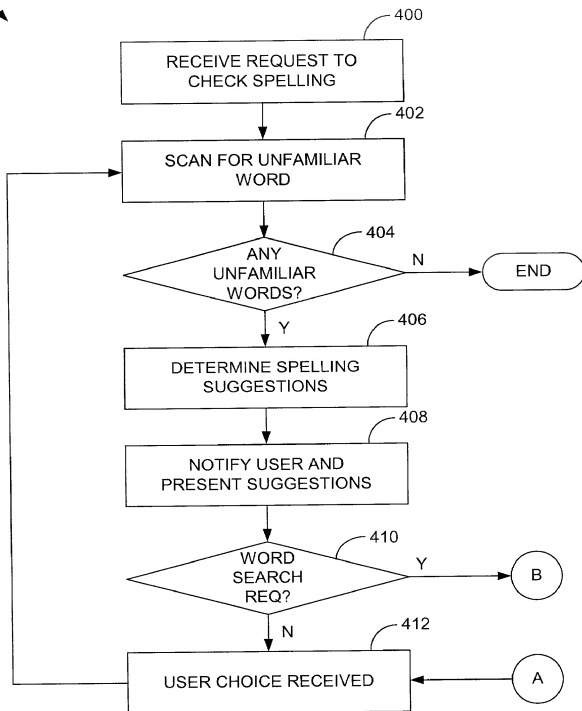 400
RECEIVE REQUEST TO
CHECK SPELLING
402
SCAN FOR UNFAMILIAR
WORD
404
ANY
UNFAMILIAR
WORDS?
N
END
Y
406
DETERMINE SPELLING
SUGGESTIONS
408
NOTIFY USER AND
PRESENT SUGGESTIONS
410
WORD
SEARCH
REQ?
Y
B
N
412
USER CHOICE RECEIVED
A